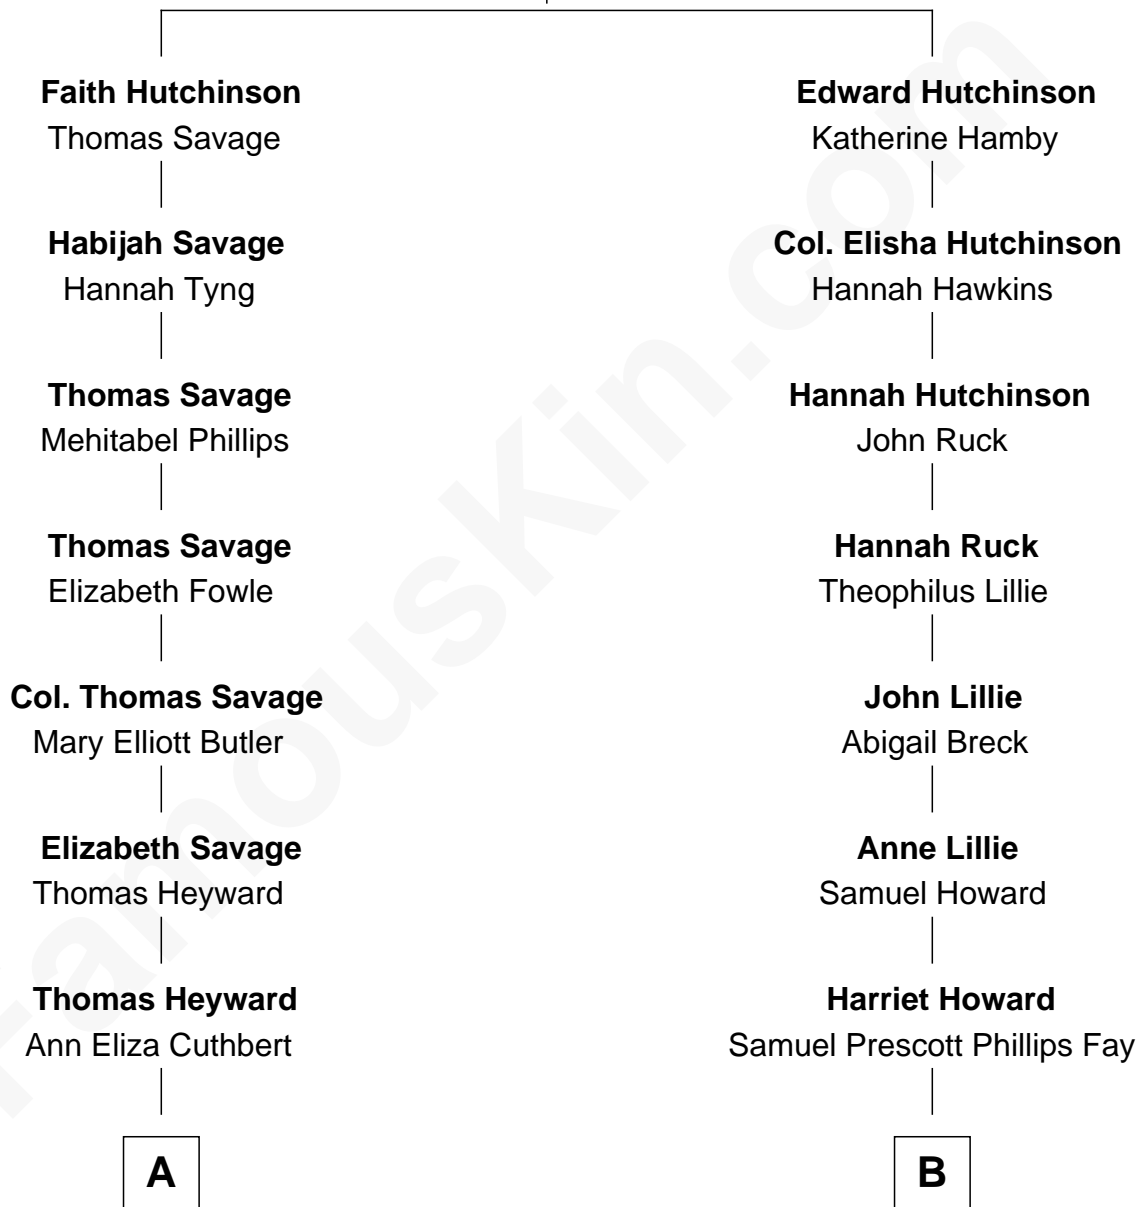 Faith Hutchinson
Thomas Savage
Habijah Savage
Hannah Tyng
Thomas Savage
Mehitabel Phillips
Thomas Savage
Elizabeth Fowle
Col. Thomas Savage
Mary Elliott Butler
Elizabeth Savage
Thomas Heyward
Thomas Heyward
Ann Eliza Cuthbert
A
Edward Hutchinson
Katherine Hamby
Col. Elisha Hutchinson
Hannah Hawkins
Hannah Hutchinson
John Ruck
Hannah Ruck
Theophilus Lillie
John Lillie
Abigail Breck
Anne Lillie
Samuel Howard
Harriet Howard
Samuel Prescott Phillips Fay
B
FamousKin.com